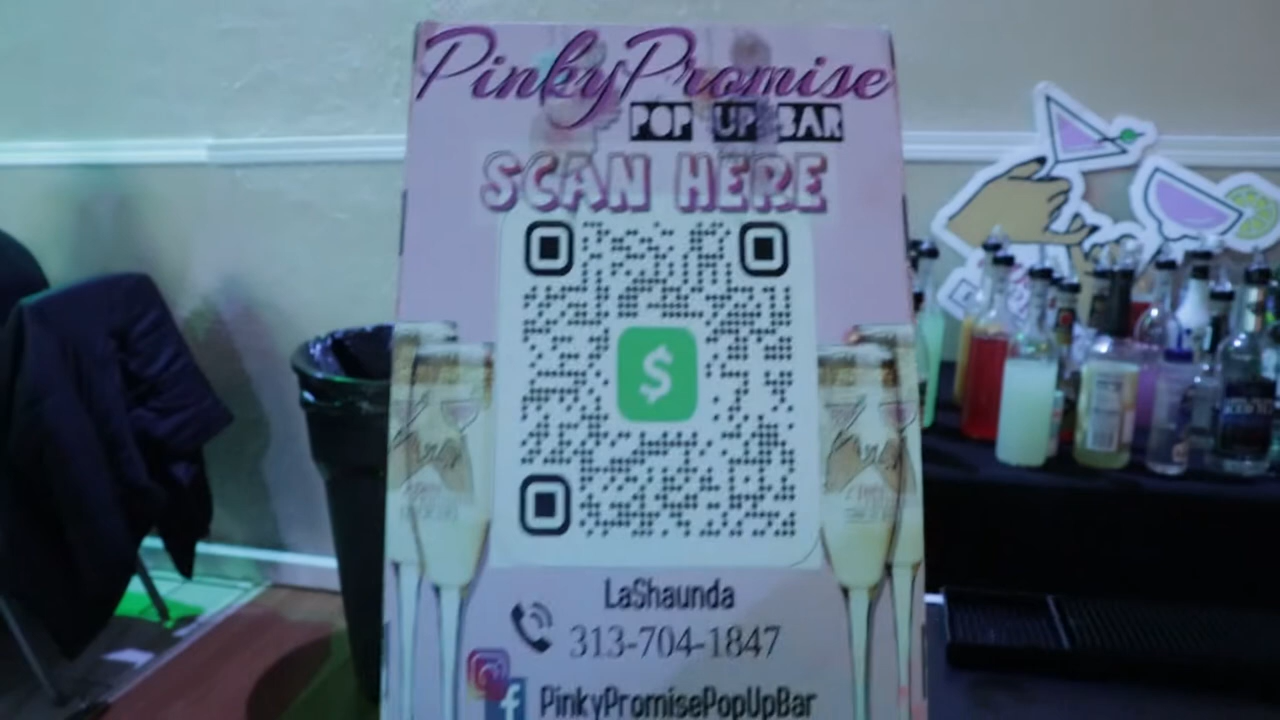 PinkyPromise
POP UP BAR
SCAN HERE
$
LaShaunda
313-704-1847
PinkyPromisePopUpBar